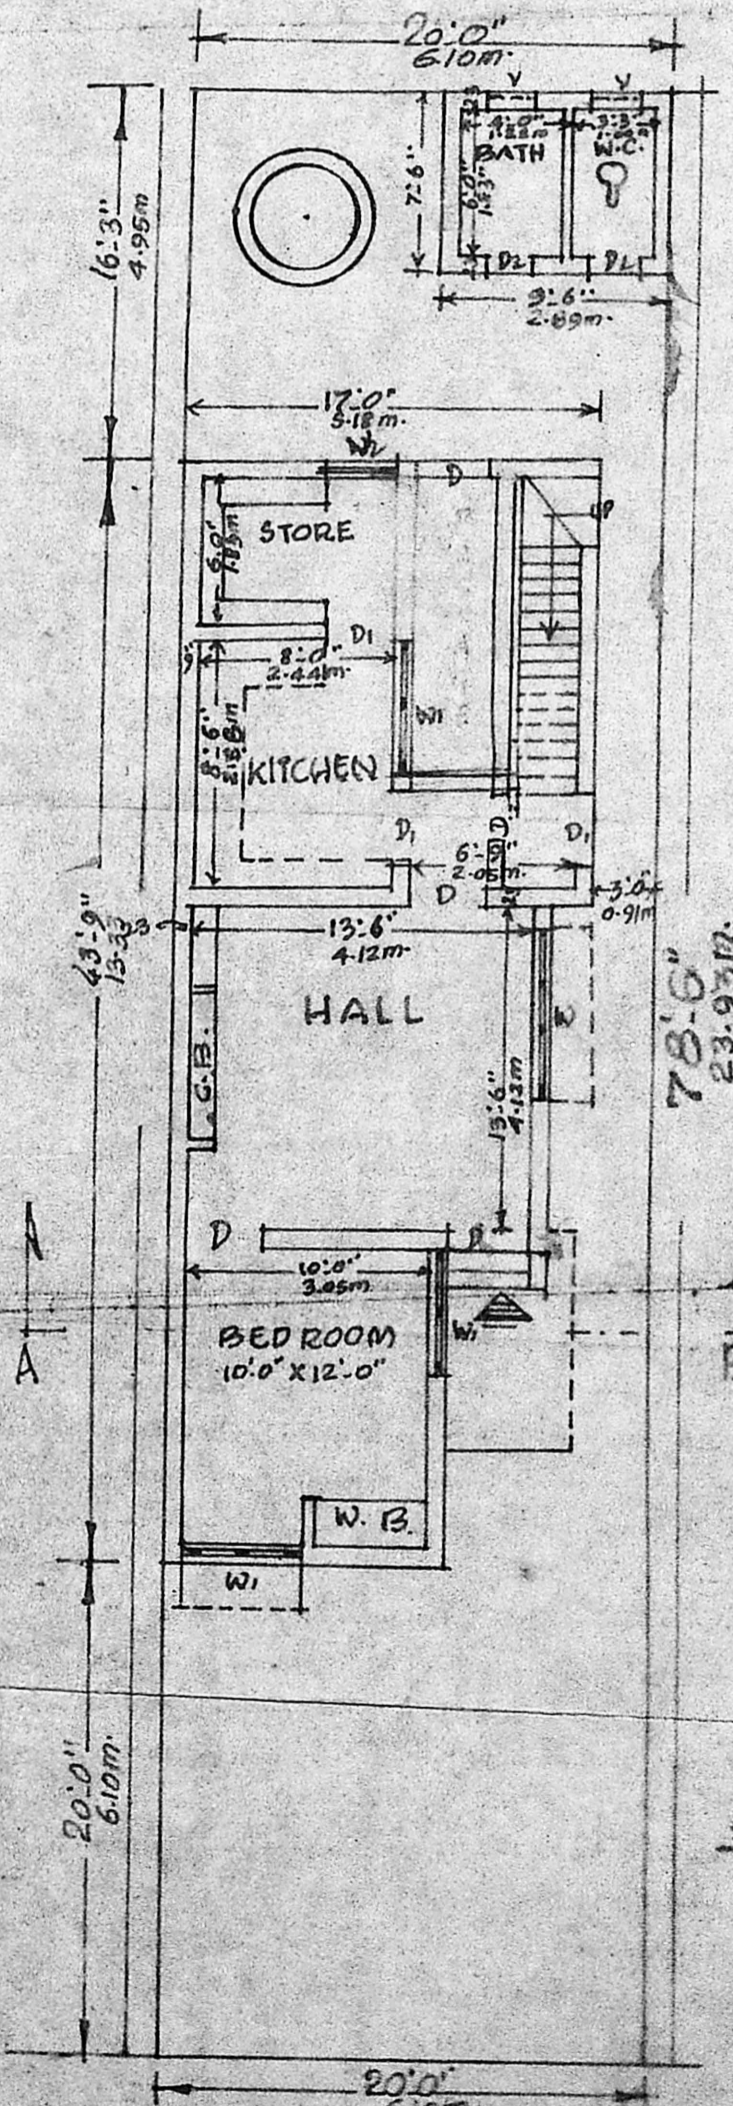 20'-0"
6.10m.
V
V
4'-0"
1.22m
3'-3"
BATH
W.C.
7'-6"
6'-0"
1.83"
16'-3"
4.95m
D2
D2
9'-6"
2.89m.
17'-0"
5.18m.
W2
D
UP
STORE
6'-0"
1.83m
D1
9"
8'-0"
2.44m.
W1
8'-6"
KITCHEN
D1
D
D1
6'-9"
2.05m.
D
3'-0"
0.91m
43'-9"
13.33
13'-6"
4.12m.
HALL
C.B.
13'-6"
4.12m
78'-6"
23.93m.
D
D
10'-0"
3.05m
A
BED ROOM
10'-0" X 12'-0"
W1
W. B.
W1
20'-0"
6.10m.
20'-0"